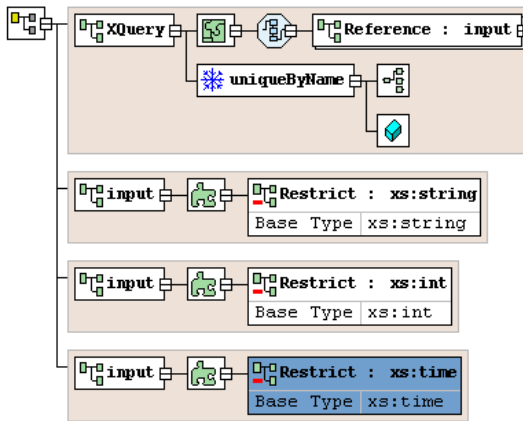 XQuery
Reference : input
uniqueByName
input
Restrict : xs:string
Base Type xs:string
input
Restrict : xs:int
Base Type xs:int
input
Restrict : xs:time
Base Type xs:time